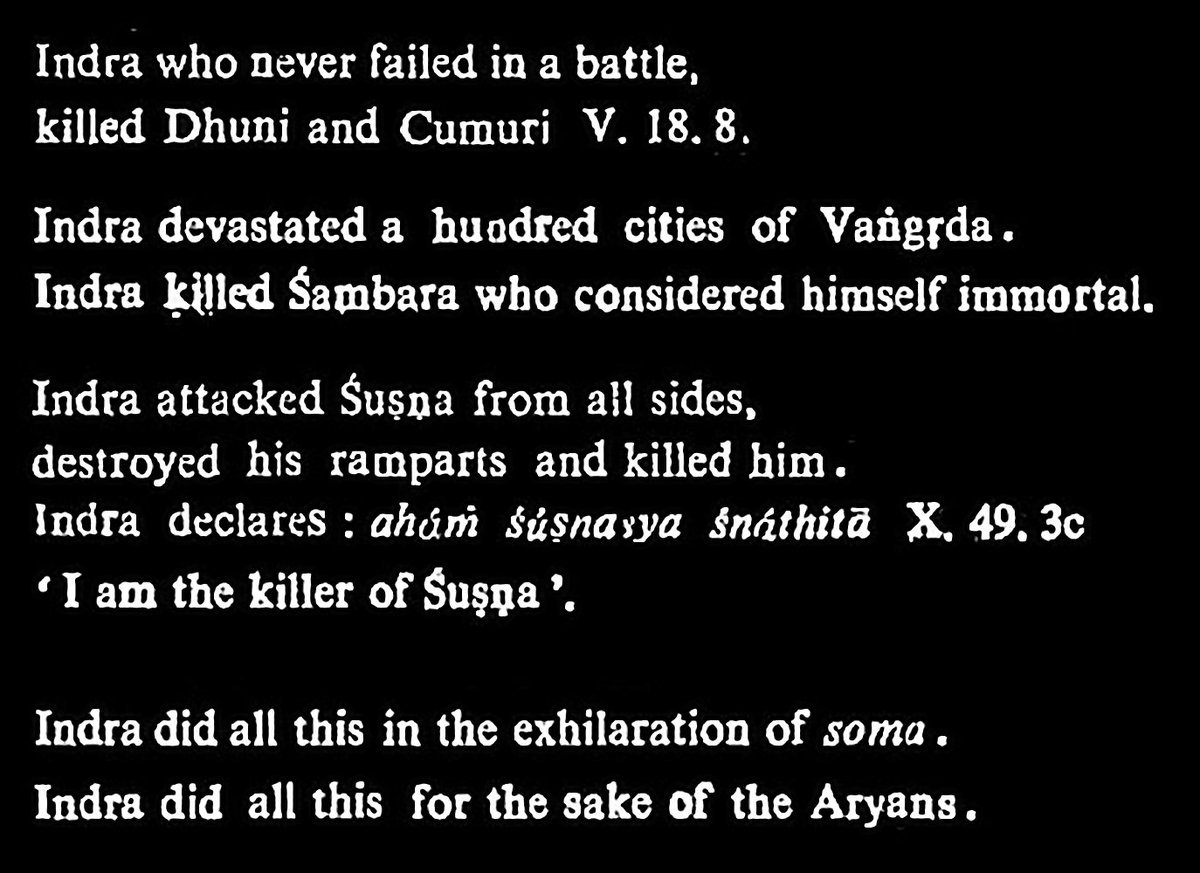 Indra who never failed in a battle,
killed Dhuni and Cumuri V. 18. 8.
Indra devastated a hundred cities of Vaṅgṛda.
Indra killed Śaṃbara who considered himself immortal.
Indra attacked Śuṣṇa from all sides,
destroyed his ramparts and killed him.
Indra declares : aháṁ śúṣṇasya śnáthitā X. 49. 3c
‘ I am the killer of Śuṣṇa ’.
Indra did all this in the exhilaration of soma.
Indra did all this for the sake of the Aryans.